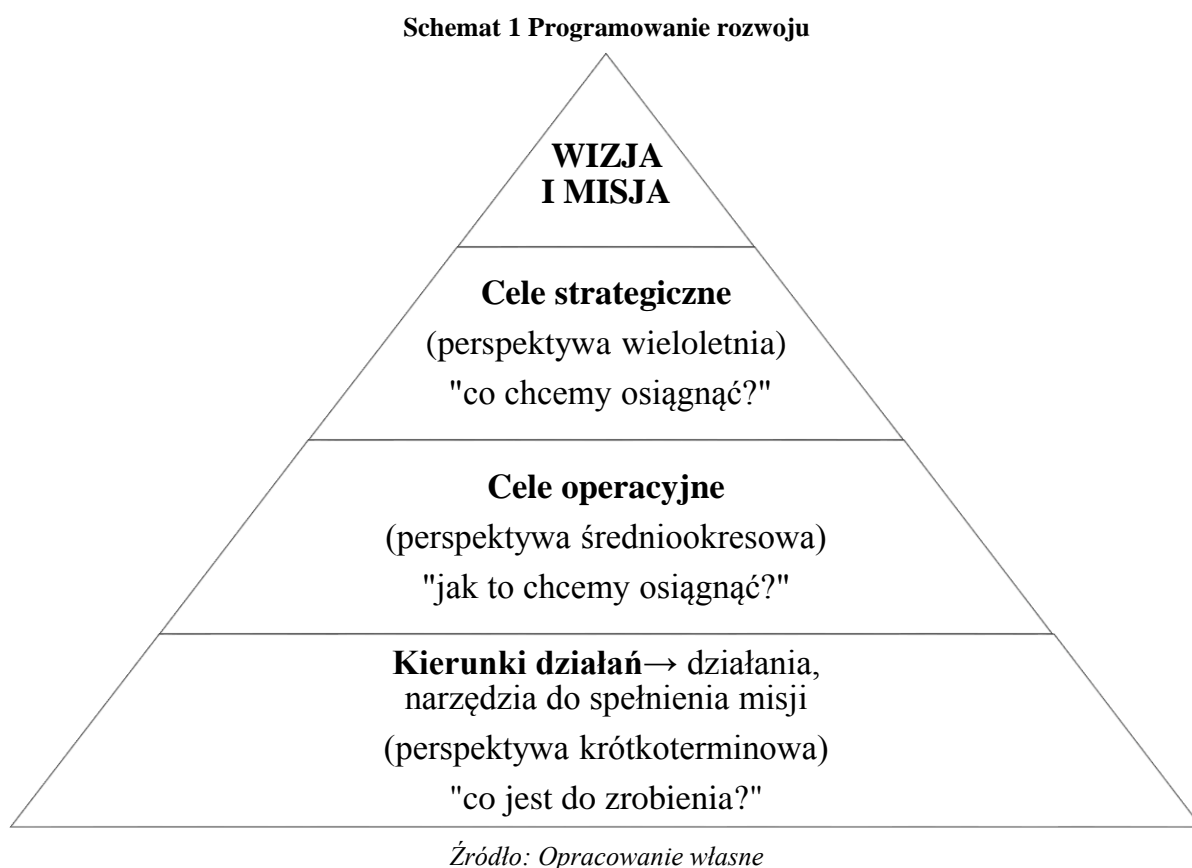 Schemat 1 Programowanie rozwoju
WIZJA
I MISJA
Cele strategiczne
(perspektywa wieloletnia)
"co chcemy osiągnąć?"
Cele operacyjne
(perspektywa średniookresowa)
"jak to chcemy osiągnąć?"
Kierunki działań→ działania,
narzędzia do spełnienia misji
(perspektywa krótkoterminowa)
"co jest do zrobienia?"
Źródło: Opracowanie własne